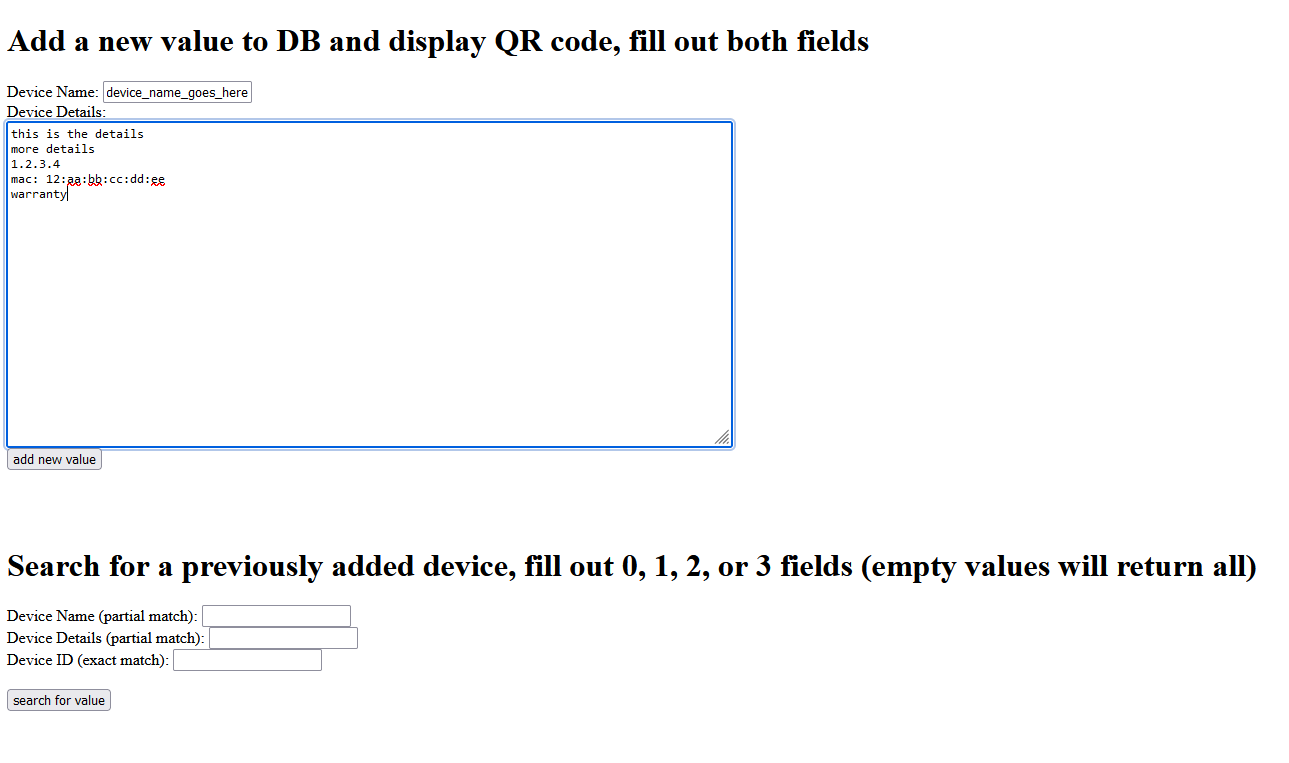 Add a new value to DB and display QR code, fill out both fields
Device Name: device_name_goes_here
Device Details:
this is the details
more details
1.2.3.4
mac: 12:aa:bb:cc:dd:ee
warranty
add new value
Search for a previously added device, fill out 0, 1, 2, or 3 fields (empty values will return all)
Device Name (partial match):
Device Details (partial match):
Device ID (exact match):
search for value